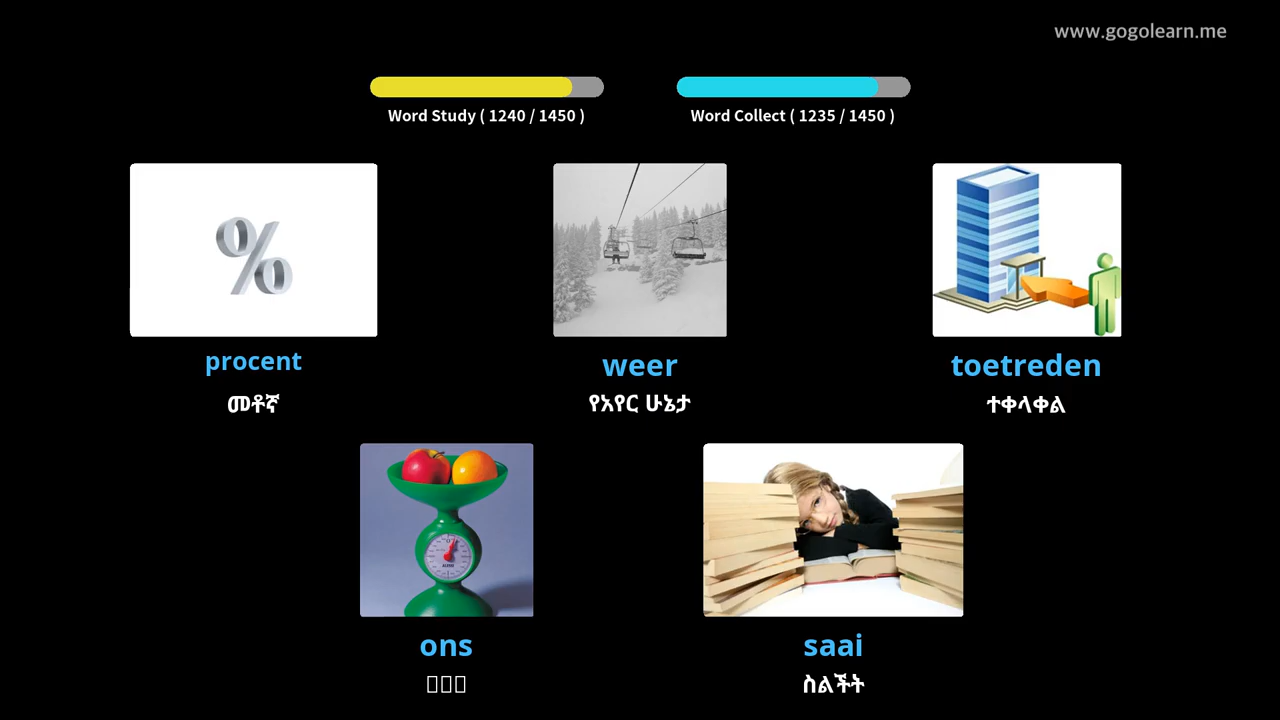 www.gogolearn.me
Word Study ( 1240 / 1450 )
Word Collect ( 1235 / 1450 )
%
procent
weer
toetreden
መቶኛ
የአየር ሁኔታ
ተቀላቀል
ons
saai
ስልችት